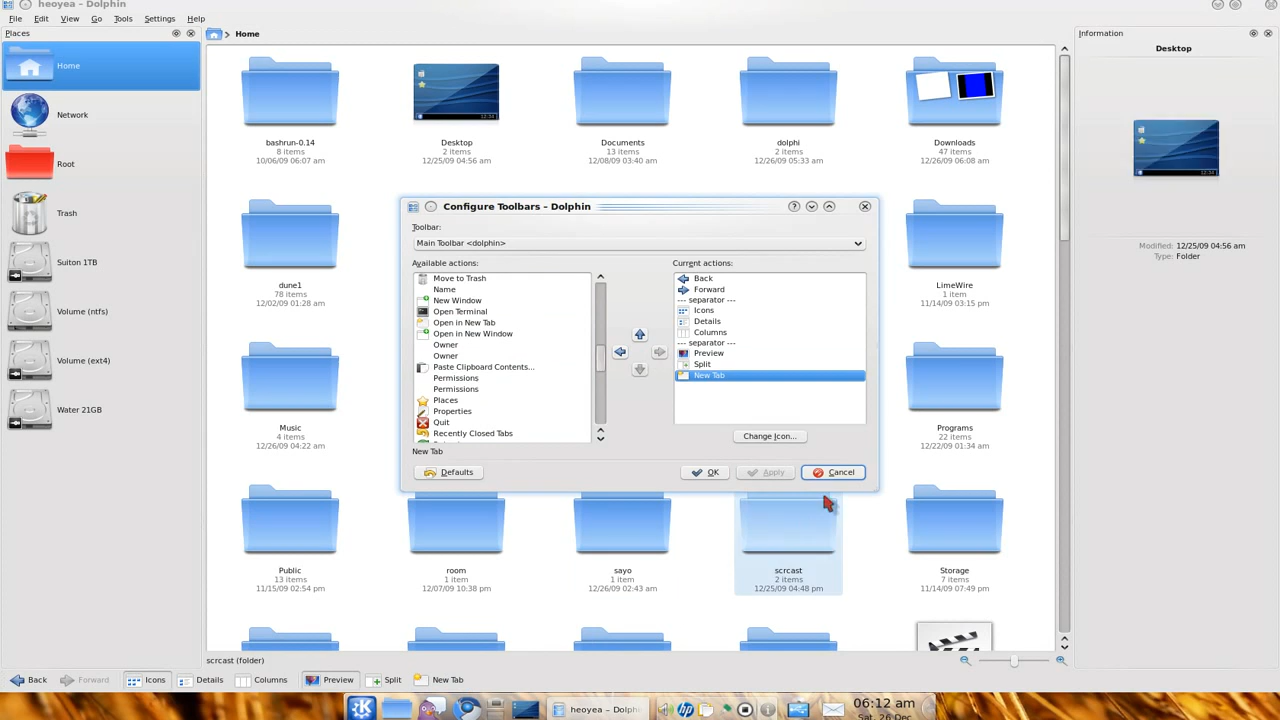 heoyea – Dolphin
File Edit View Go Tools Settings Help
Places
Home
Network
Root
Trash
Suiton 1TB
Volume (ntfs)
Volume (ext4)
Water 21GB
Home
bashrun-0.14
8 items
10/06/09 06:07 am
Desktop
2 items
12/25/09 04:56 am
Documents
13 items
12/08/09 03:40 am
dolphi
2 items
12/26/09 05:33 am
Downloads
47 items
12/26/09 06:08 am
dune1
78 items
12/02/09 01:28 am
LimeWire
1 item
11/14/09 03:15 pm
Music
4 items
12/26/09 04:22 am
Programs
22 items
12/22/09 01:34 am
Public
13 items
11/15/09 02:54 pm
room
1 item
12/07/09 10:38 pm
sayo
1 item
12/26/09 02:43 am
scrcast
2 items
12/25/09 04:48 pm
Storage
7 items
11/14/09 07:49 pm
Configure Toolbars – Dolphin
Toolbar:
Main Toolbar <dolphin>
Available actions:
Move to Trash
Name
New Window
Open Terminal
Open in New Tab
Open in New Window
Owner
Owner
Paste Clipboard Contents...
Permissions
Permissions
Places
Properties
Quit
Recently Closed Tabs
Current actions:
Back
Forward
--- separator ---
Icons
Details
Columns
--- separator ---
Preview
Split
New Tab
Change Icon...
New Tab
Defaults OK Apply Cancel
Information
Desktop
Modified: 12/25/09 04:56 am
Type: Folder
scrcast (folder)
Back Forward Icons Details Columns Preview Split New Tab
heoyea – Dolph
06:12 am
Sat, 26 Dec